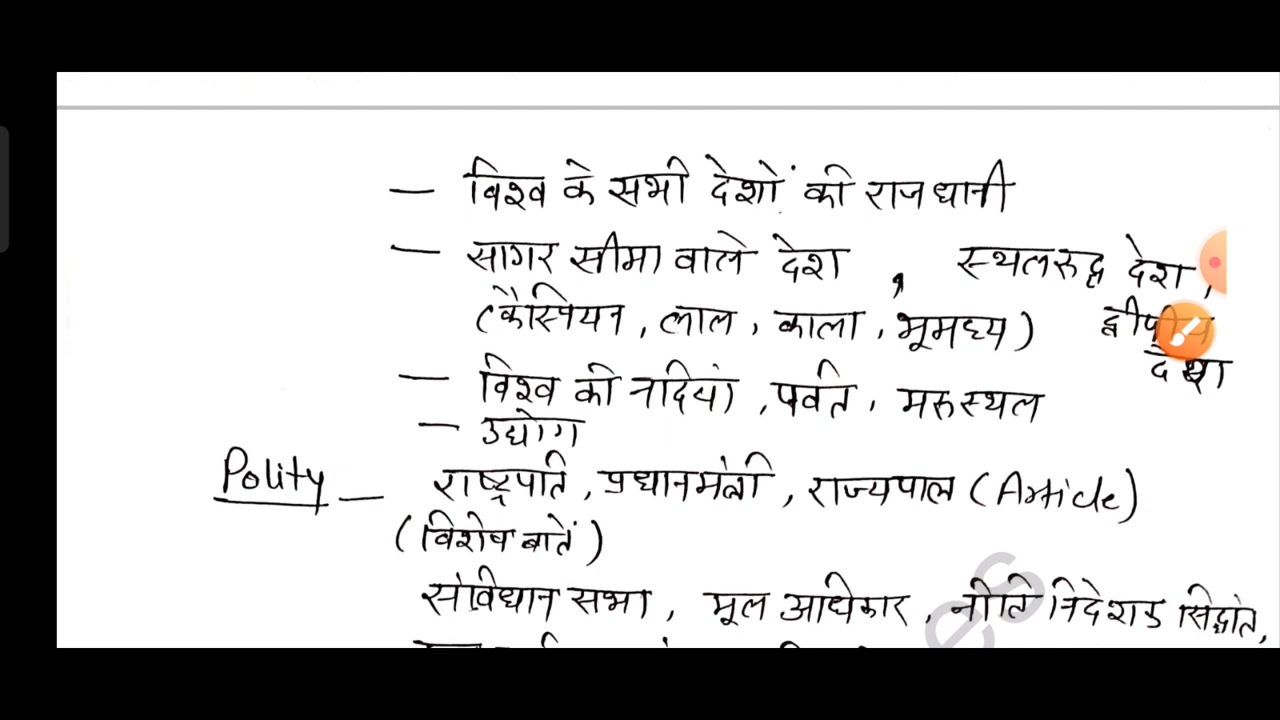 — विश्व के सभी देशों की राजधानी
— सागर सीमा वाले देश , स्थलरुद्ध देश ,
(कैस्पियन , लाल , काला , भूमध्य) द्वीपीय
देश
— विश्व की नदियां , पर्वत , मरुस्थल
— उद्योग
Polity — राष्ट्रपति , प्रधानमंत्री , राज्यपाल (Article)
(विशेष बातें)
संविधान सभा , मूल अधिकार , नीति निदेशक सिद्धांत ,
es